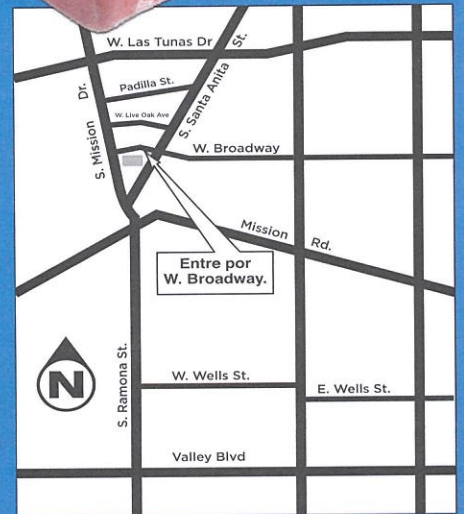 W. Las Tunas Dr
S. Santa Anita St.
Padilla St.
S. Mission Dr.
W. Live Oak Ave
W. Broadway
Mission Rd.
Entre por
W. Broadway.
N
S. Ramona St.
W. Wells St.
E. Wells St.
Valley Blvd